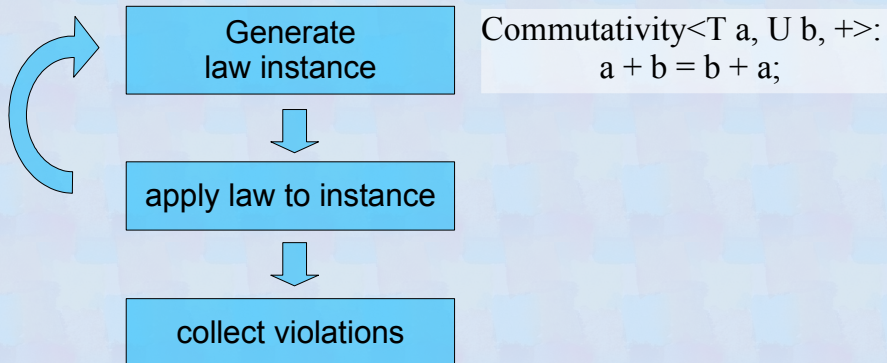 Generate
law instance
Commutativity<T a, U b, +>:
a + b = b + a;
apply law to instance
collect violations